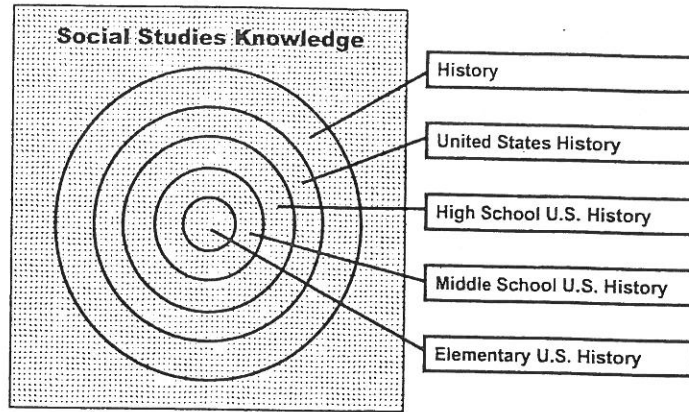 Social Studies Knowledge
History
United States History
High School U.S. History
Middle School U.S. History
Elementary U.S. History